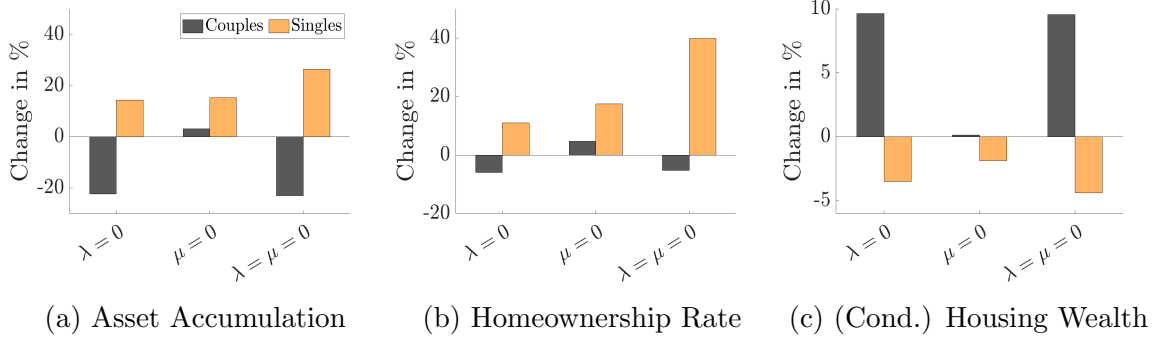 Change in %
40
20
0
-20
Couples Singles
λ = 0
μ = 0
λ = μ = 0
(a) Asset Accumulation
Change in %
40
20
0
-20
λ = 0
μ = 0
λ = μ = 0
(b) Homeownership Rate
Change in %
10
5
0
-5
λ = 0
μ = 0
λ = μ = 0
(c) (Cond.) Housing Wealth